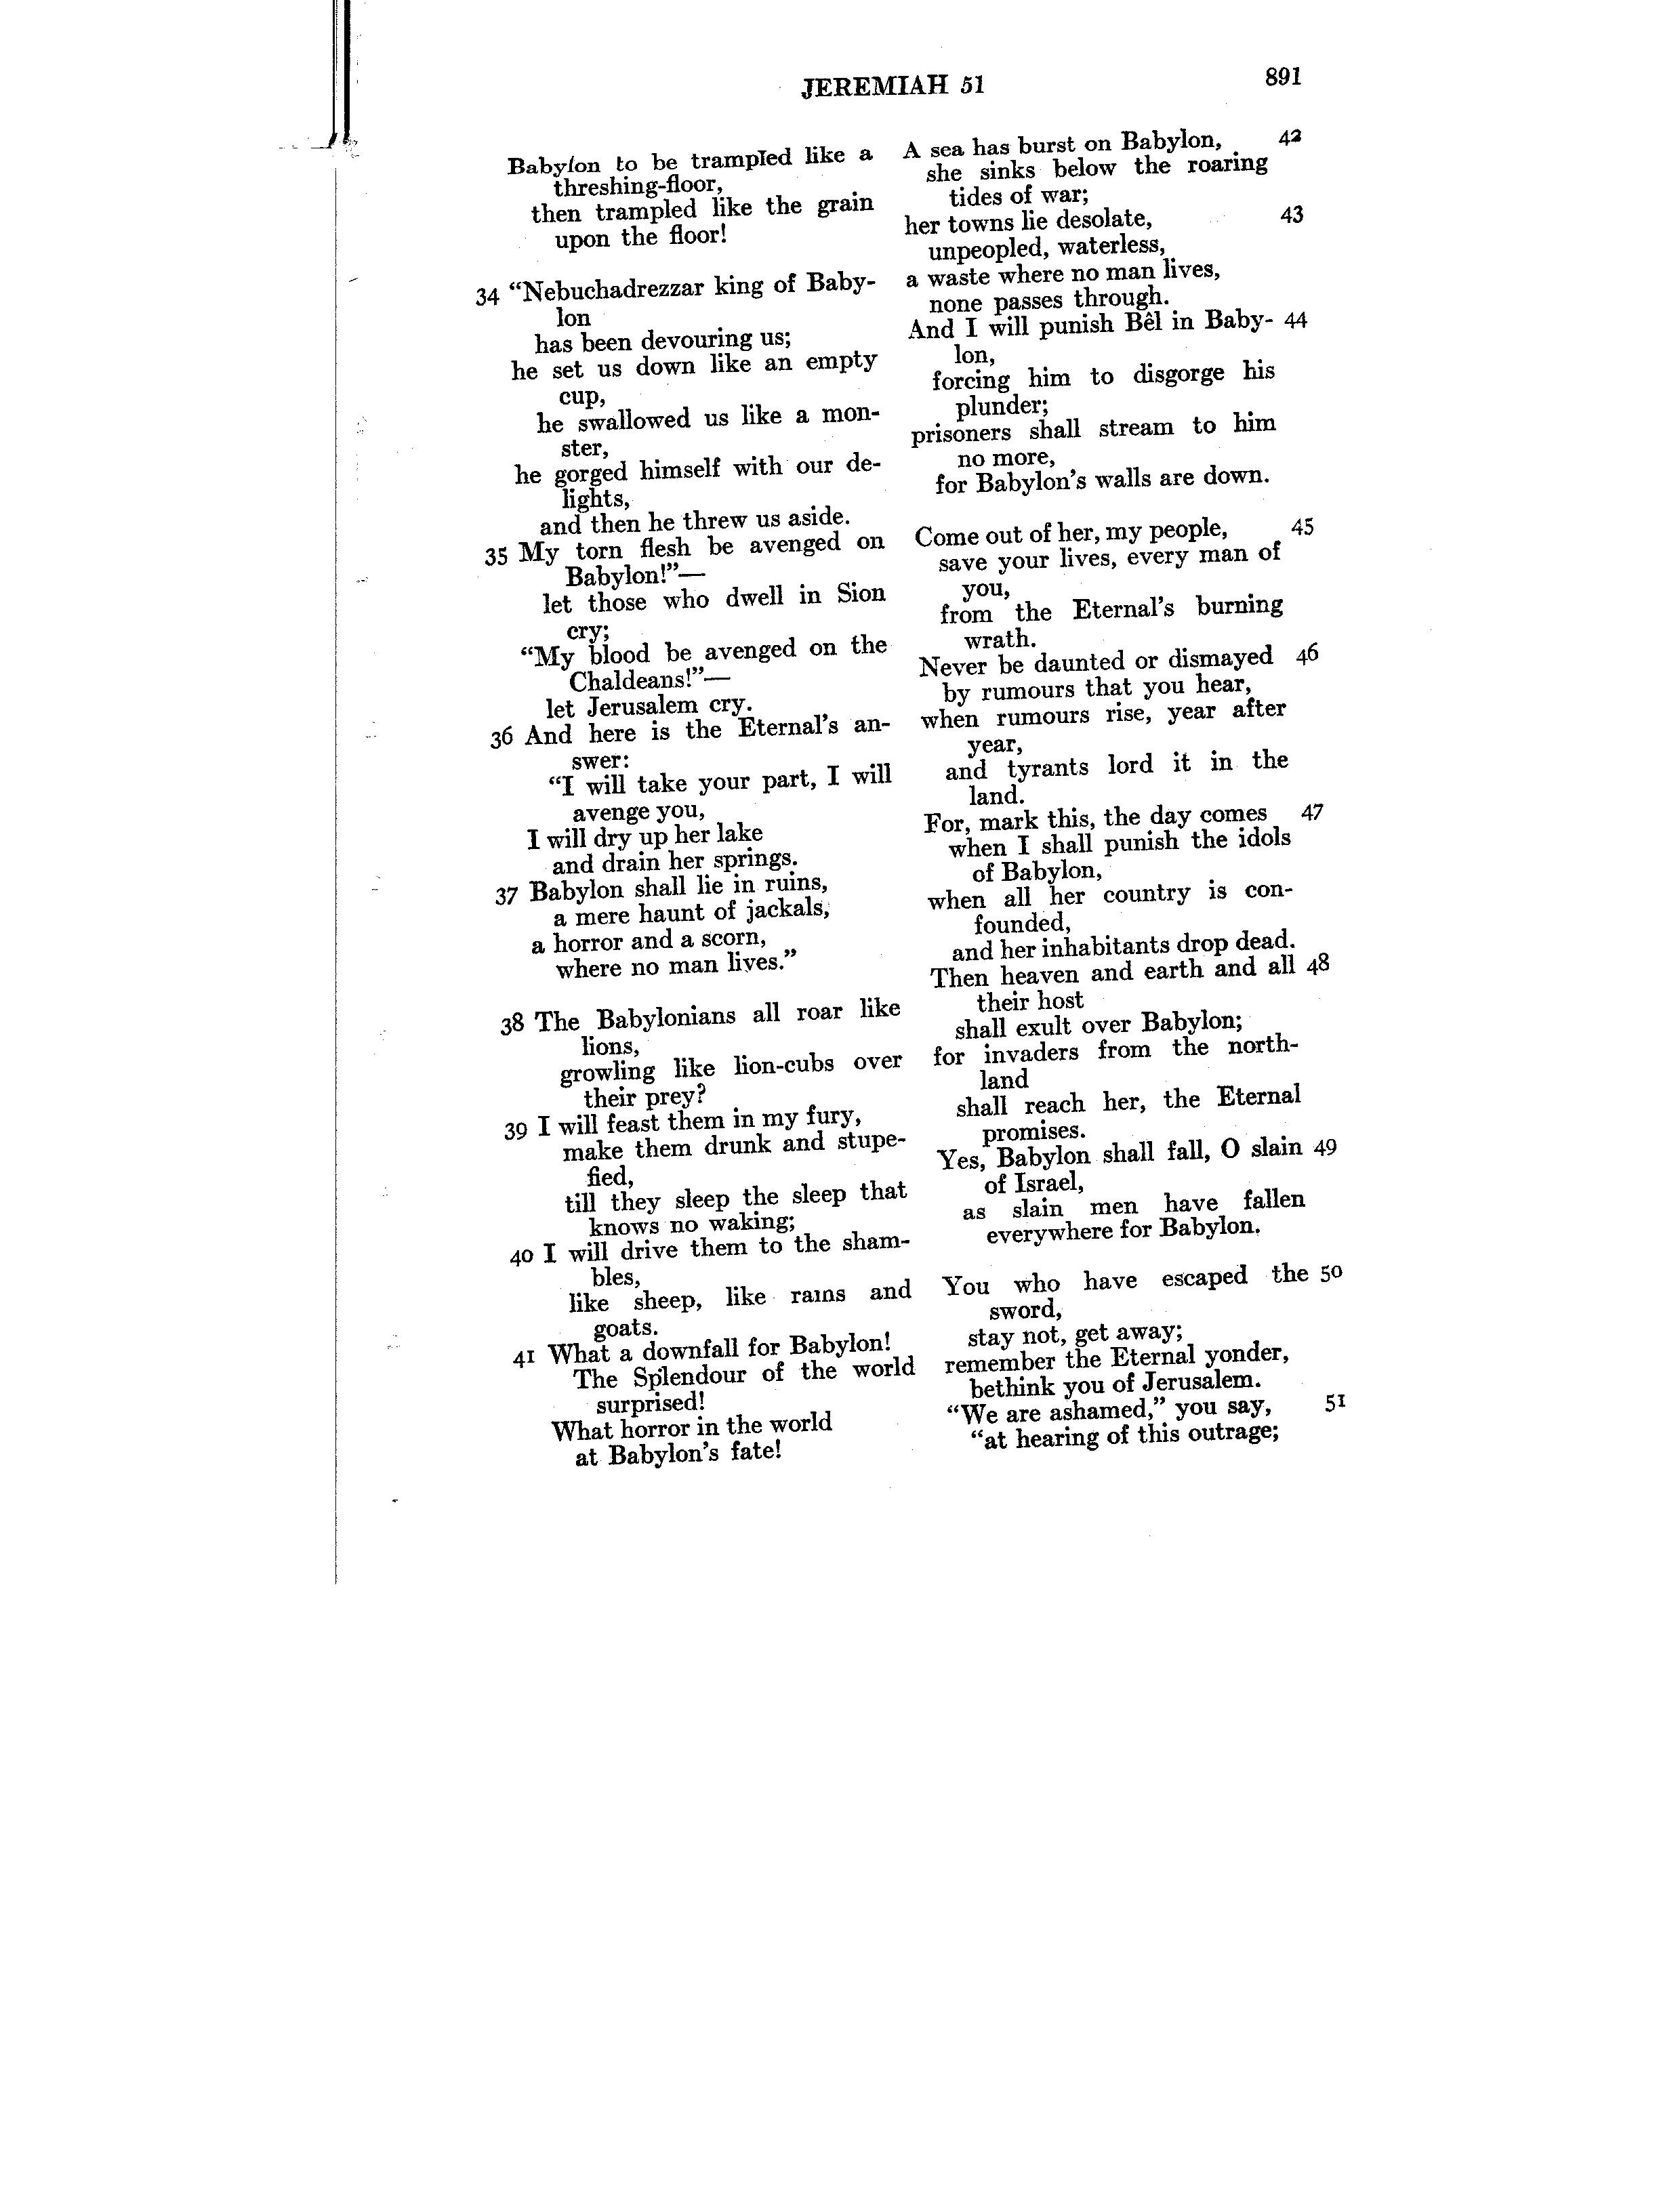 JEREMIAH 51
891
Babylon to be trampled like a
threshing-floor,
then trampled like the grain
upon the floor!
34 “Nebuchadrezzar king of Baby-
lon
has been devouring us;
he set us down like an empty
cup,
he swallowed us like a mon-
ster,
he gorged himself with our de-
lights,
and then he threw us aside.
35 My torn flesh be avenged on
Babylon!”—
let those who dwell in Sion
cry;
“My blood be avenged on the
Chaldeans!”—
let Jerusalem cry.
36 And here is the Eternal’s an-
swer:
“I will take your part, I will
avenge you,
I will dry up her lake
and drain her springs.
37 Babylon shall lie in ruins,
a mere haunt of jackals,
a horror and a scorn,
where no man lives.”
38 The Babylonians all roar like
lions,
growling like lion-cubs over
their prey?
39 I will feast them in my fury,
make them drunk and stupe-
fied,
till they sleep the sleep that
knows no waking;
40 I will drive them to the sham-
bles,
like sheep, like rams and
goats.
41 What a downfall for Babylon!
The Splendour of the world
surprised!
What horror in the world
at Babylon’s fate!
A sea has burst on Babylon, 42
she sinks below the roaring
tides of war;
her towns lie desolate, 43
unpeopled, waterless,
a waste where no man lives,
none passes through.
And I will punish Bêl in Baby- 44
lon,
forcing him to disgorge his
plunder;
prisoners shall stream to him
no more,
for Babylon’s walls are down.
Come out of her, my people, 45
save your lives, every man of
you,
from the Eternal’s burning
wrath.
Never be daunted or dismayed 46
by rumours that you hear,
when rumours rise, year after
year,
and tyrants lord it in the
land.
For, mark this, the day comes 47
when I shall punish the idols
of Babylon,
when all her country is con-
founded,
and her inhabitants drop dead.
Then heaven and earth and all 48
their host
shall exult over Babylon;
for invaders from the north-
land
shall reach her, the Eternal
promises.
Yes, Babylon shall fall, O slain 49
of Israel,
as slain men have fallen
everywhere for Babylon.
You who have escaped the 50
sword,
stay not, get away;
remember the Eternal yonder,
bethink you of Jerusalem.
“We are ashamed,” you say, 51
“at hearing of this outrage;